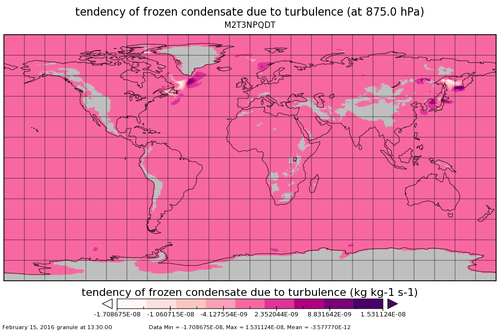 tendency of frozen condensate due to turbulence (at 875.0 hPa)
M2T3NPQDT
tendency of frozen condensate due to turbulence (kg kg-1 s-1)
-1.708675E-08 -1.060715E-08 -4.127554E-09 2.352044E-09 8.831642E-09 1.531124E-08
February 15, 2016 granule at 13:30:00 Data Min = -1.708675E-08, Max = 1.531124E-08, Mean = -3.577770E-12